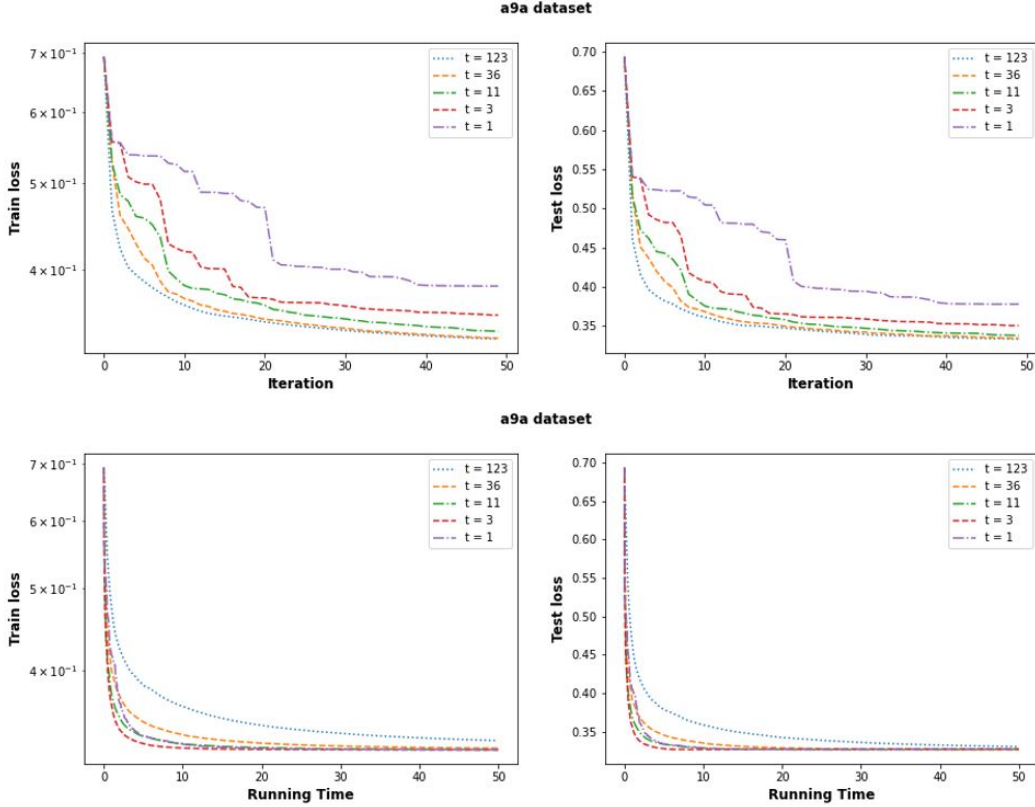 a9a dataset
7 × 10⁻¹
6 × 10⁻¹
5 × 10⁻¹
4 × 10⁻¹
Train loss
0 10 20 30 40 50
Iteration
t = 123
t = 36
t = 11
t = 3
t = 1
0.70
0.65
0.60
0.55
0.50
0.45
0.40
0.35
Test loss
0 10 20 30 40 50
Iteration
t = 123
t = 36
t = 11
t = 3
t = 1
a9a dataset
7 × 10⁻¹
6 × 10⁻¹
5 × 10⁻¹
4 × 10⁻¹
Train loss
0 10 20 30 40 50
Running Time
t = 123
t = 36
t = 11
t = 3
t = 1
0.70
0.65
0.60
0.55
0.50
0.45
0.40
0.35
Test loss
0 10 20 30 40 50
Running Time
t = 123
t = 36
t = 11
t = 3
t = 1